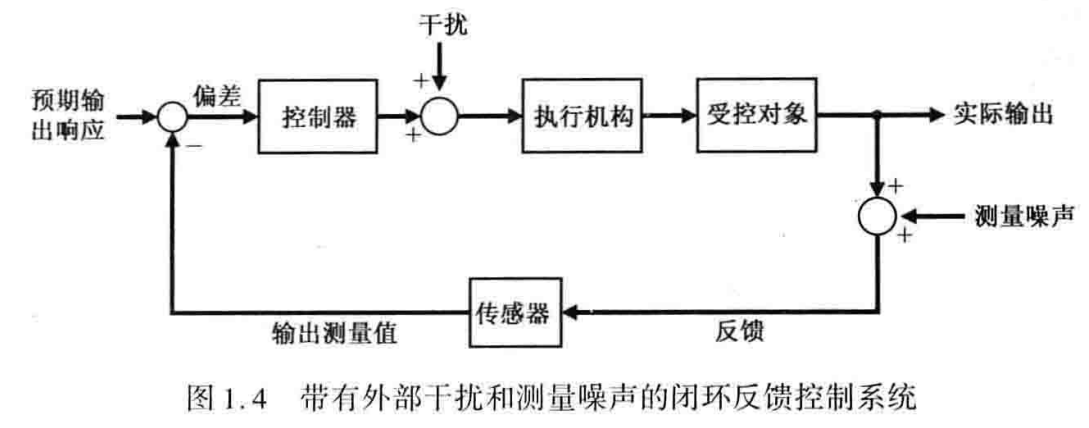 干扰
预期输
出响应
偏差
控制器
执行机构
受控对象
实际输出
+
+
−
+
+
测量噪声
传感器
输出测量值
反馈
图 1.4 带有外部干扰和测量噪声的闭环反馈控制系统